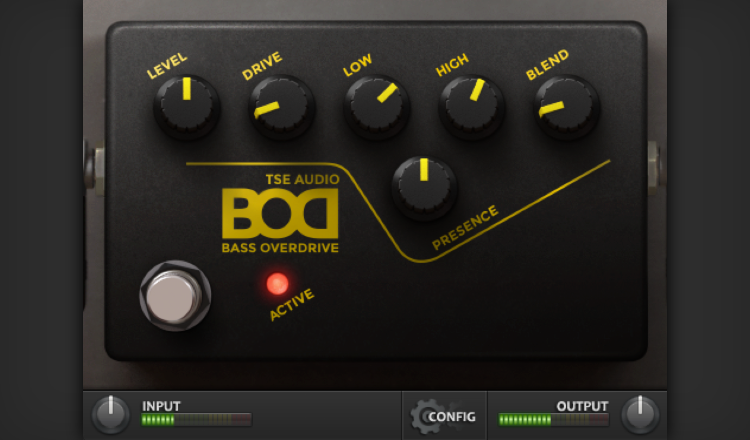 LEVEL
DRIVE
LOW
HIGH
BLEND
TSE AUDIO
BOD
BASS OVERDRIVE
PRESENCE
ACTIVE
INPUT
CONFIG
OUTPUT